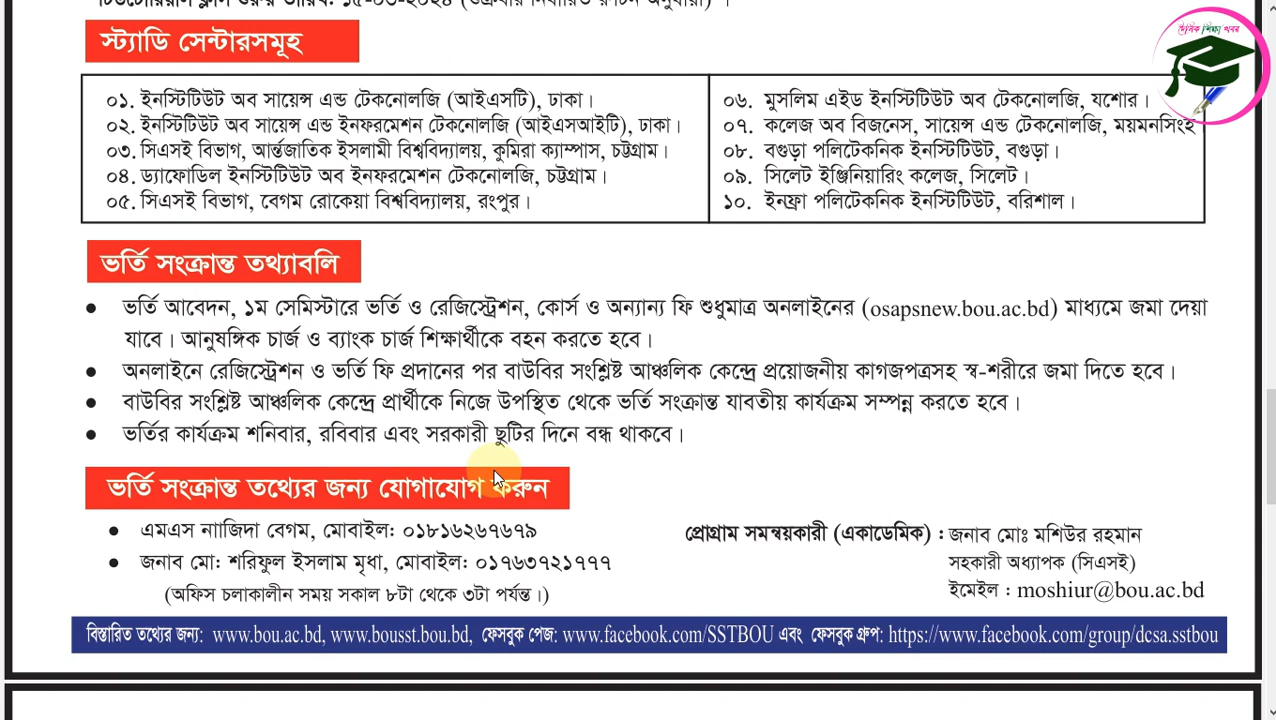 টিউটোরিয়াল ক্লাস শুরুর তারিখ: ১৫-০৩-২০২৪ (শুক্রবার নির্ধারিত রুটিন অনুযায়ী) ।
দৈনিক শিক্ষা খবর
স্ট্যাডি সেন্টারসমূহ
০১. ইনস্টিটিউট অব সায়েন্স এন্ড টেকনোলজি (আইএসটি), ঢাকা।
০২. ইনস্টিটিউট অব সায়েন্স এন্ড ইনফরমেশন টেকনোলজি (আইএসআইটি), ঢাকা।
০৩. সিএসই বিভাগ, আর্ন্তজাতিক ইসলামী বিশ্ববিদ্যালয়, কুমিরা ক্যাম্পাস, চট্টগ্রাম।
০৪. ড্যাফোডিল ইনস্টিটিউট অব ইনফরমেশন টেকনোলজি, চট্টগ্রাম।
০৫. সিএসই বিভাগ, বেগম রোকেয়া বিশ্ববিদ্যালয়, রংপুর।
০৬. মুসলিম এইড ইনস্টিটিউট অব টেকনোলজি, যশোর।
০৭. কলেজ অব বিজনেস, সায়েন্স এন্ড টেকনোলজি, ময়মনসিংহ
০৮. বগুড়া পলিটেকনিক ইনস্টিটিউট, বগুড়া।
০৯. সিলেট ইঞ্জিনিয়ারিং কলেজ, সিলেট।
১০. ইনফ্রা পলিটেকনিক ইনস্টিটিউট, বরিশাল।
ভর্তি সংক্রান্ত তথ্যাবলি
● ভর্তি আবেদন, ১ম সেমিস্টারে ভর্তি ও রেজিস্ট্রেশন, কোর্স ও অন্যান্য ফি শুধুমাত্র অনলাইনের (osapsnew.bou.ac.bd) মাধ্যমে জমা দেয়া
যাবে। আনুষঙ্গিক চার্জ ও ব্যাংক চার্জ শিক্ষার্থীকে বহন করতে হবে।
● অনলাইনে রেজিস্ট্রেশন ও ভর্তি ফি প্রদানের পর বাউবির সংশ্লিষ্ট আঞ্চলিক কেন্দ্রে প্রয়োজনীয় কাগজপত্রসহ স্ব-শরীরে জমা দিতে হবে।
● বাউবির সংশ্লিষ্ট আঞ্চলিক কেন্দ্রে প্রার্থীকে নিজে উপস্থিত থেকে ভর্তি সংক্রান্ত যাবতীয় কার্যক্রম সম্পন্ন করতে হবে।
● ভর্তির কার্যক্রম শনিবার, রবিবার এবং সরকারী ছুটির দিনে বন্ধ থাকবে।
ভর্তি সংক্রান্ত তথ্যের জন্য যোগাযোগ করুন
● এমএস নাাজিদা বেগম, মোবাইল: ০১৮১৬২৬৭৬৭৯
● জনাব মো: শরিফুল ইসলাম মৃধা, মোবাইল: ০১৭৬৩৭২১৭৭৭
(অফিস চলাকালীন সময় সকাল ৮টা থেকে ৩টা পর্যন্ত।)
প্রোগ্রাম সমন্বয়কারী (একাডেমিক) : জনাব মোঃ মশিউর রহমান
সহকারী অধ্যাপক (সিএসই)
ইমেইল : moshiur@bou.ac.bd
বিস্তারিত তথ্যের জন্য: www.bou.ac.bd, www.bousst.bou.bd, ফেসবুক পেজ: www.facebook.com/SSTBOU এবং ফেসবুক গ্রুপ: https://www.facebook.com/group/dcsa.sstbou